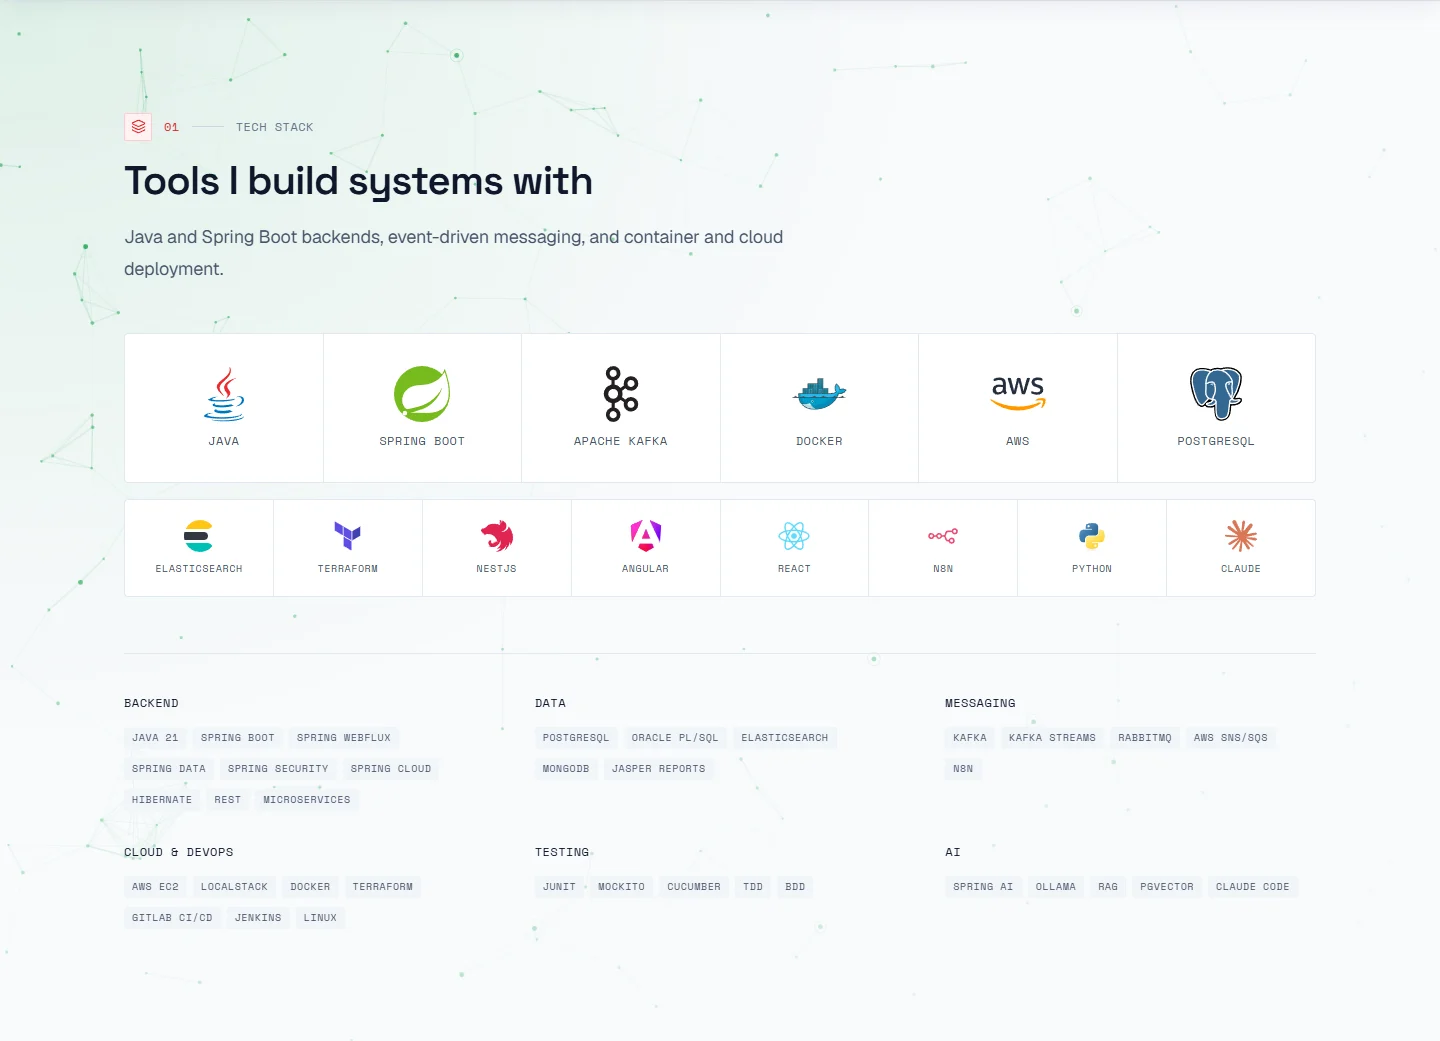 01 TECH STACK
Tools I build systems with
Java and Spring Boot backends, event-driven messaging, and container and cloud
deployment.
aws
JAVA SPRING BOOT APACHE KAFKA DOCKER AWS POSTGRESQL
ELASTICSEARCH TERRAFORM NESTJS ANGULAR REACT N8N PYTHON CLAUDE
BACKEND
JAVA 21 SPRING BOOT SPRING WEBFLUX
SPRING DATA SPRING SECURITY SPRING CLOUD
HIBERNATE REST MICROSERVICES
DATA
POSTGRESQL ORACLE PL/SQL ELASTICSEARCH
MONGODB JASPER REPORTS
MESSAGING
KAFKA KAFKA STREAMS RABBITMQ AWS SNS/SQS
N8N
CLOUD & DEVOPS
AWS EC2 LOCALSTACK DOCKER TERRAFORM
GITLAB CI/CD JENKINS LINUX
TESTING
JUNIT MOCKITO CUCUMBER TDD BDD
AI
SPRING AI OLLAMA RAG PGVECTOR CLAUDE CODE